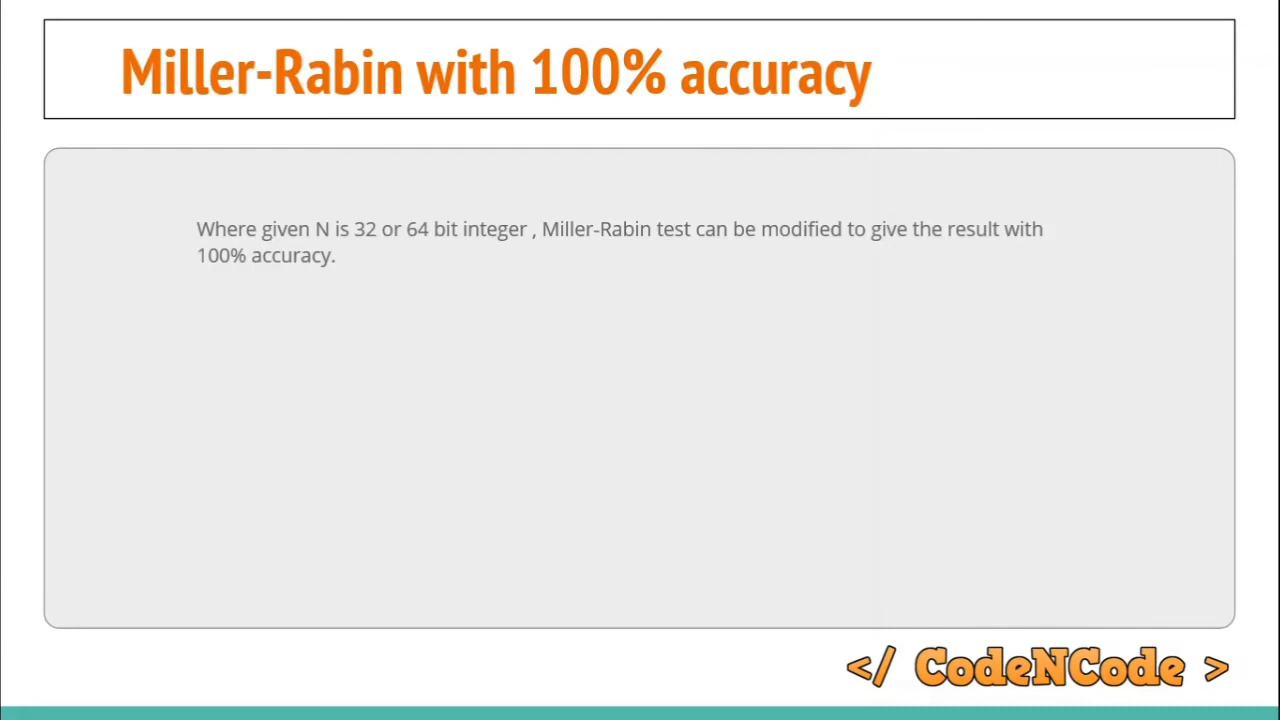 Miller-Rabin with 100% accuracy
Where given N is 32 or 64 bit integer , Miller-Rabin test can be modified to give the result with
100% accuracy.
</ CodeNCode >